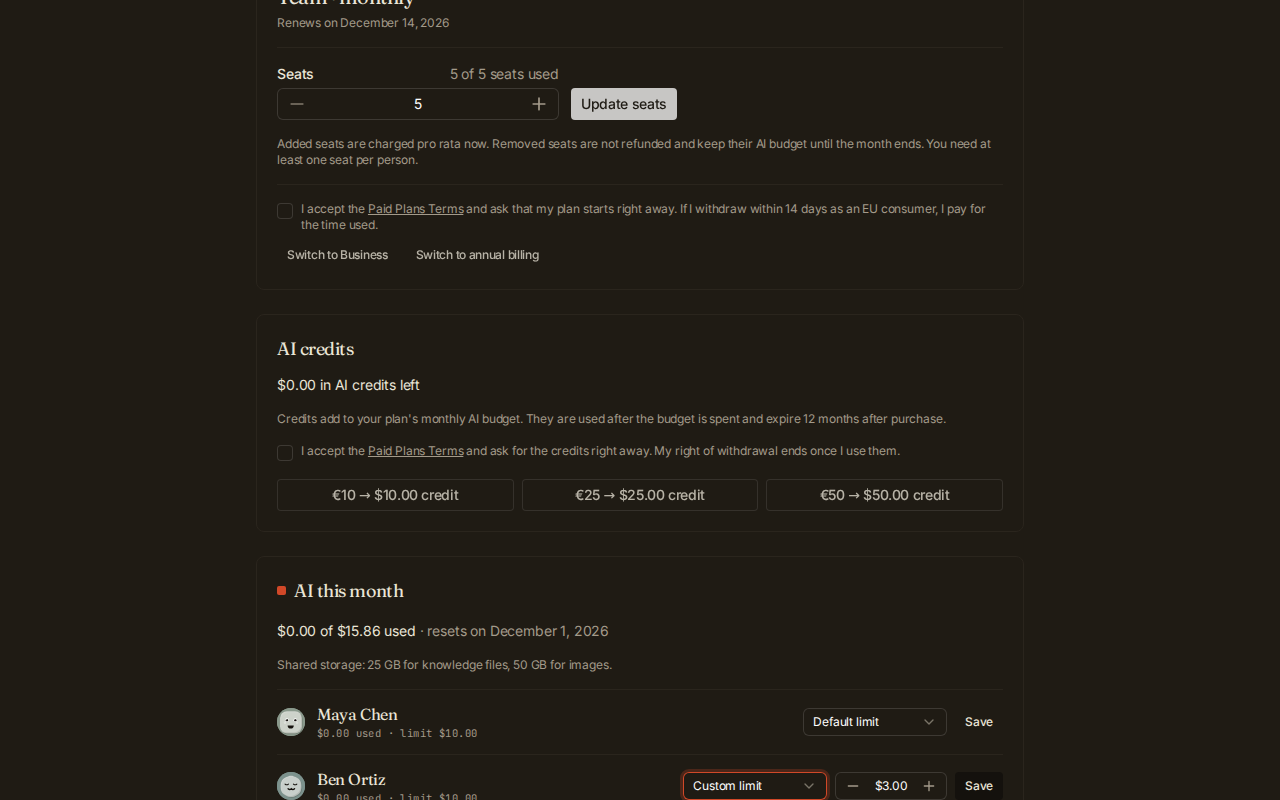 Team · monthly
Renews on December 14, 2026
Seats 5 of 5 seats used
5 Update seats
Added seats are charged pro rata now. Removed seats are not refunded and keep their AI budget until the month ends. You need at
least one seat per person.
I accept the Paid Plans Terms and ask that my plan starts right away. If I withdraw within 14 days as an EU consumer, I pay for
the time used.
Switch to Business Switch to annual billing
AI credits
$0.00 in AI credits left
Credits add to your plan's monthly AI budget. They are used after the budget is spent and expire 12 months after purchase.
I accept the Paid Plans Terms and ask for the credits right away. My right of withdrawal ends once I use them.
€10 → $10.00 credit €25 → $25.00 credit €50 → $50.00 credit
AI this month
$0.00 of $15.86 used · resets on December 1, 2026
Shared storage: 25 GB for knowledge files, 50 GB for images.
Maya Chen
$0.00 used · limit $10.00
Default limit Save
Ben Ortiz
$0.00 used · limit $10.00
Custom limit $3.00 Save